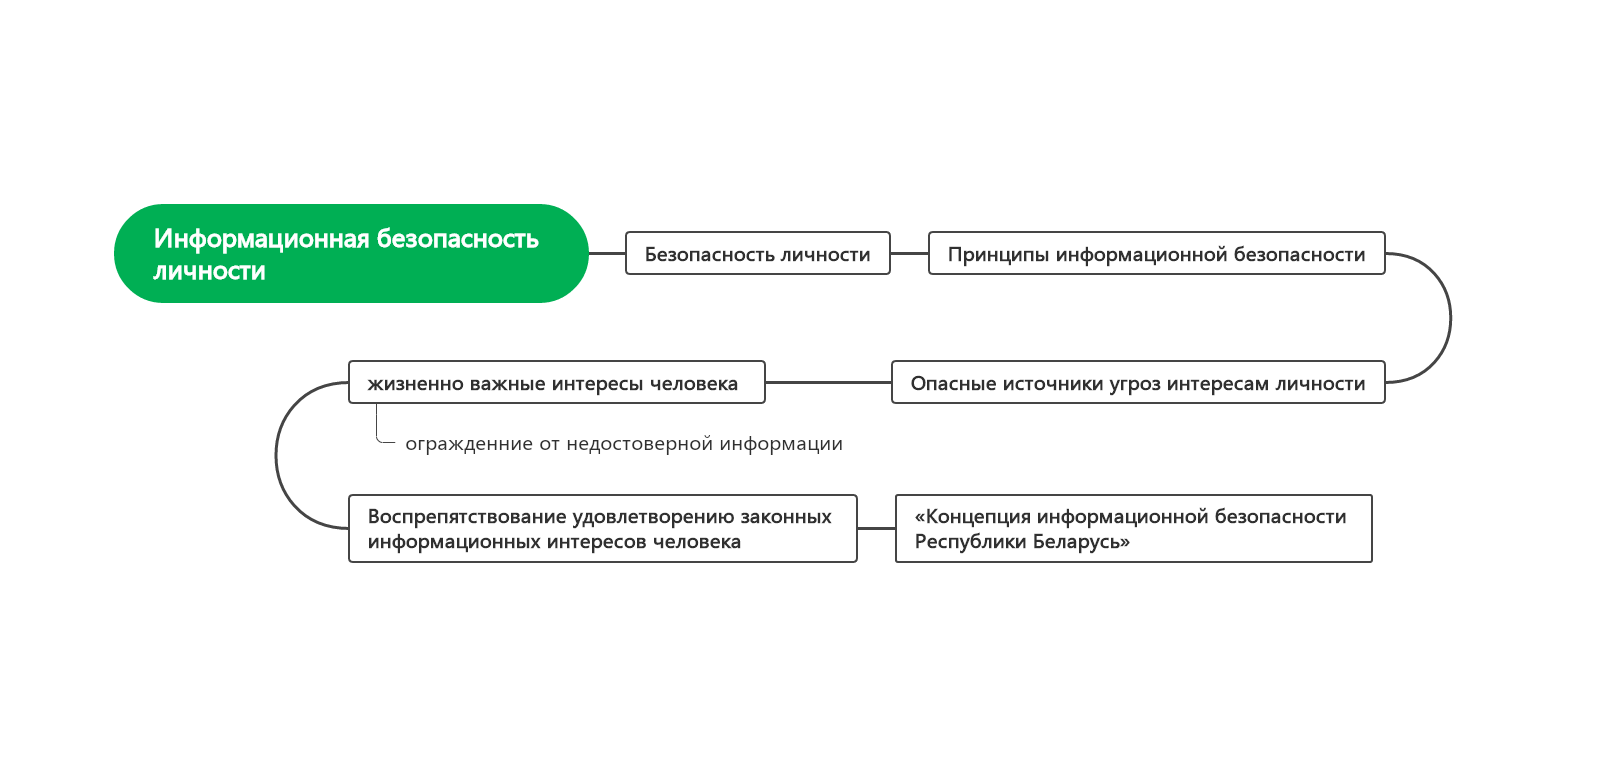 Информационная безопасность
личности
Безопасность личности
Принципы информационной безопасности
Опасные источники угроз интересам личности
жизненно важные интересы человека
огражденние от недостоверной информации
Воспрепятствование удовлетворению законных
информационных интересов человека
«Концепция информационной безопасности
Республики Беларусь»